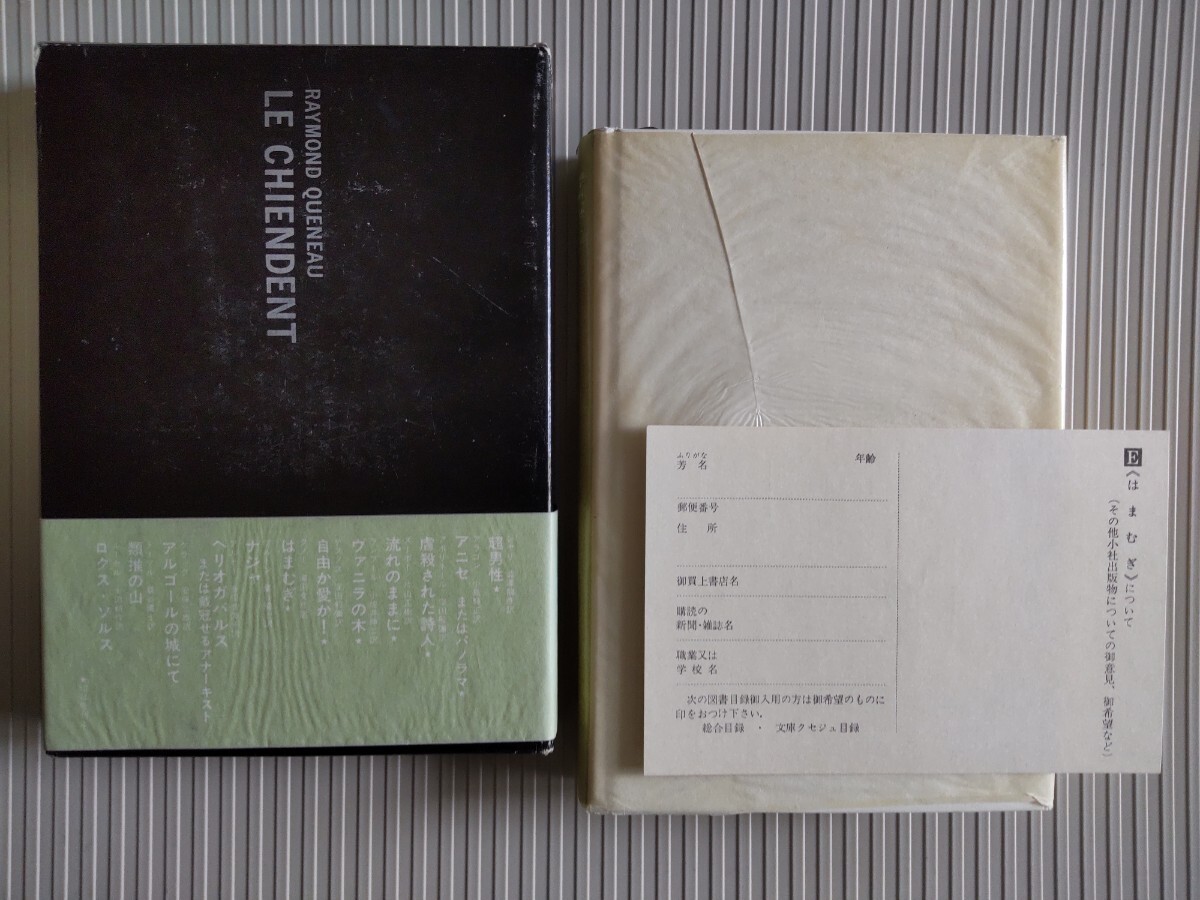 RAYMOND QUENEAU
LE CHIENDENT
超男性★
アニセ またはパノラマ★
虐殺された詩人★
流れのままに★
ヴァニラの木★
自由か愛か!★
はまむぎ★
ナジャ
ヘリオガバルス
または戴冠せるアナーキスト
アルゴールの城にて
類推の山
ロクス・ソルス
E《はまむぎ》について
(その他小社出版物についての御意見、御希望など)
ふりがな
芳名
年齢
郵便番号
住所
御買上書店名
購読の
新聞・雑誌名
職業又は
学校名
次の図書目録御入用の方は御希望のものに
印をおつけ下さい.
総合目録 ・ 文庫クセジュ目録